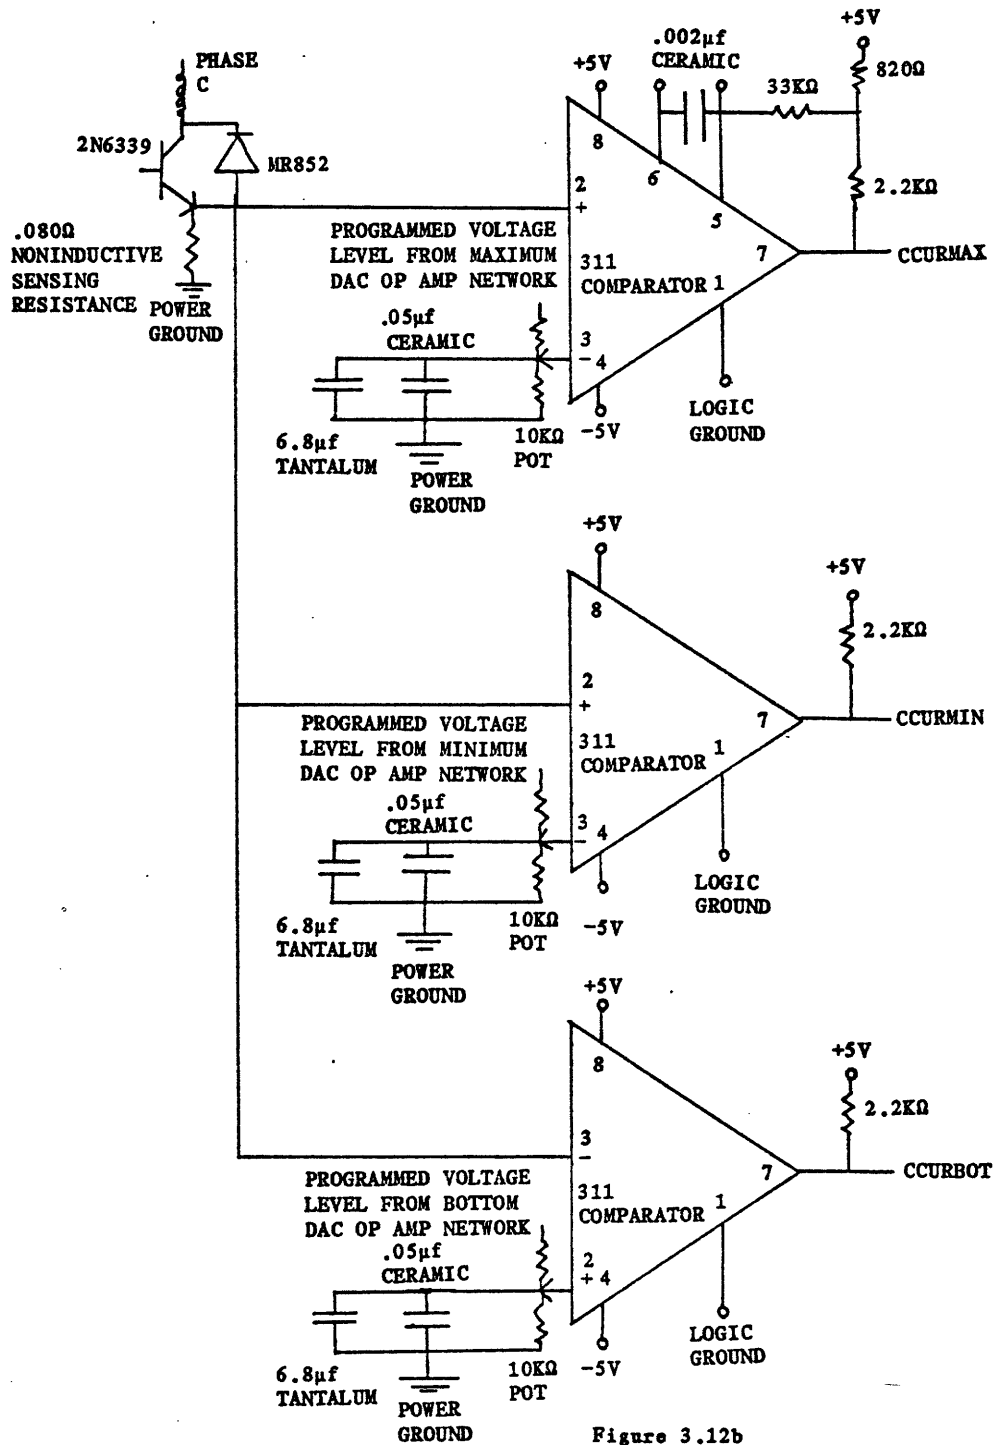 +5V
.002µf
CERAMIC
+5V
820Ω
33KΩ
PHASE
C
2N6339
MR852
8
6
5
2.2KΩ
2
+
.080Ω
NONINDUCTIVE
SENSING
RESISTANCE
POWER
GROUND
PROGRAMMED VOLTAGE
LEVEL FROM MAXIMUM
DAC OP AMP NETWORK
311
COMPARATOR
1
7
CCURMAX
.05µf
CERAMIC
3
-
4
6.8µf
TANTALUM
10KΩ
POT
-5V
LOGIC
GROUND
POWER
GROUND
+5V
8
+5V
2.2KΩ
2
+
PROGRAMMED VOLTAGE
LEVEL FROM MINIMUM
DAC OP AMP NETWORK
311
COMPARATOR
1
7
CCURMIN
.05µf
CERAMIC
3
-
4
6.8µf
TANTALUM
10KΩ
POT
-5V
LOGIC
GROUND
POWER
GROUND
+5V
8
+5V
2.2KΩ
3
-
PROGRAMMED VOLTAGE
LEVEL FROM BOTTOM
DAC OP AMP NETWORK
311
COMPARATOR
1
7
CCURBOT
.05µf
CERAMIC
2
+
4
6.8µf
TANTALUM
10KΩ
POT
-5V
LOGIC
GROUND
POWER
GROUND
Figure 3.12b